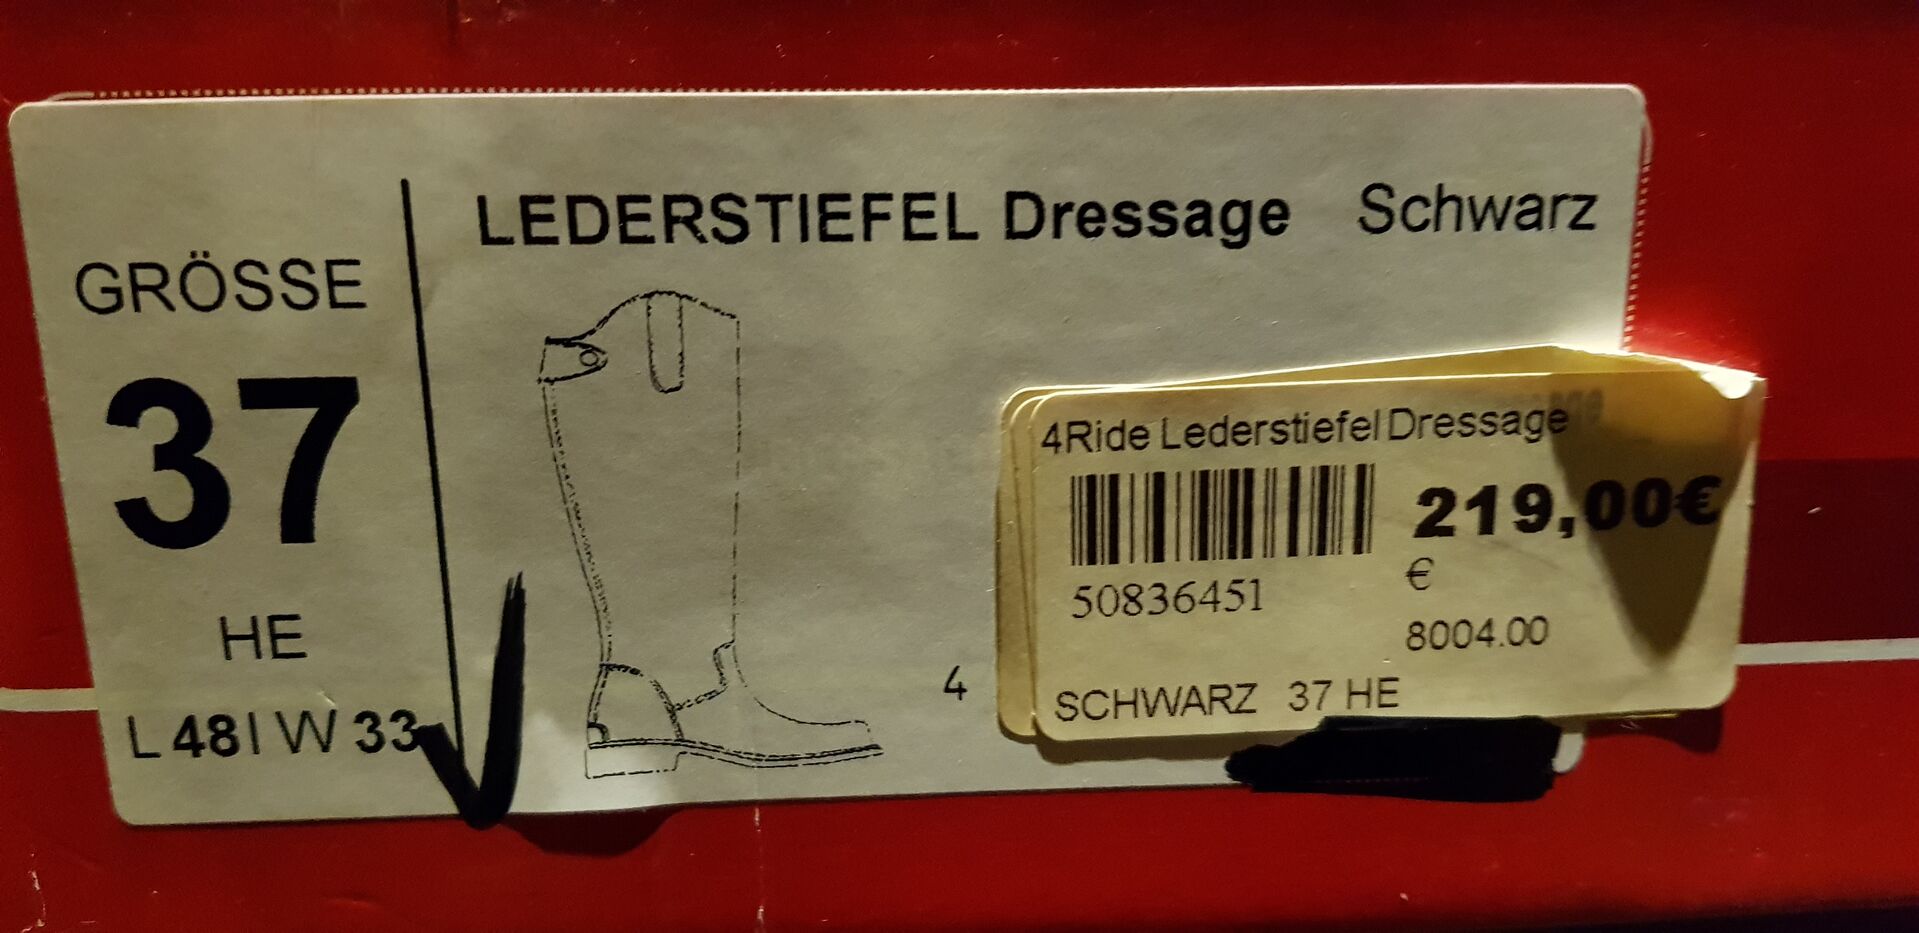 LEDERSTIEFEL Dressage Schwarz
GRÖSSE
37
HE
L 48 I W 33
4
4Ride Lederstiefel Dressage
219,00€
€
50836451
8004.00
SCHWARZ 37 HE